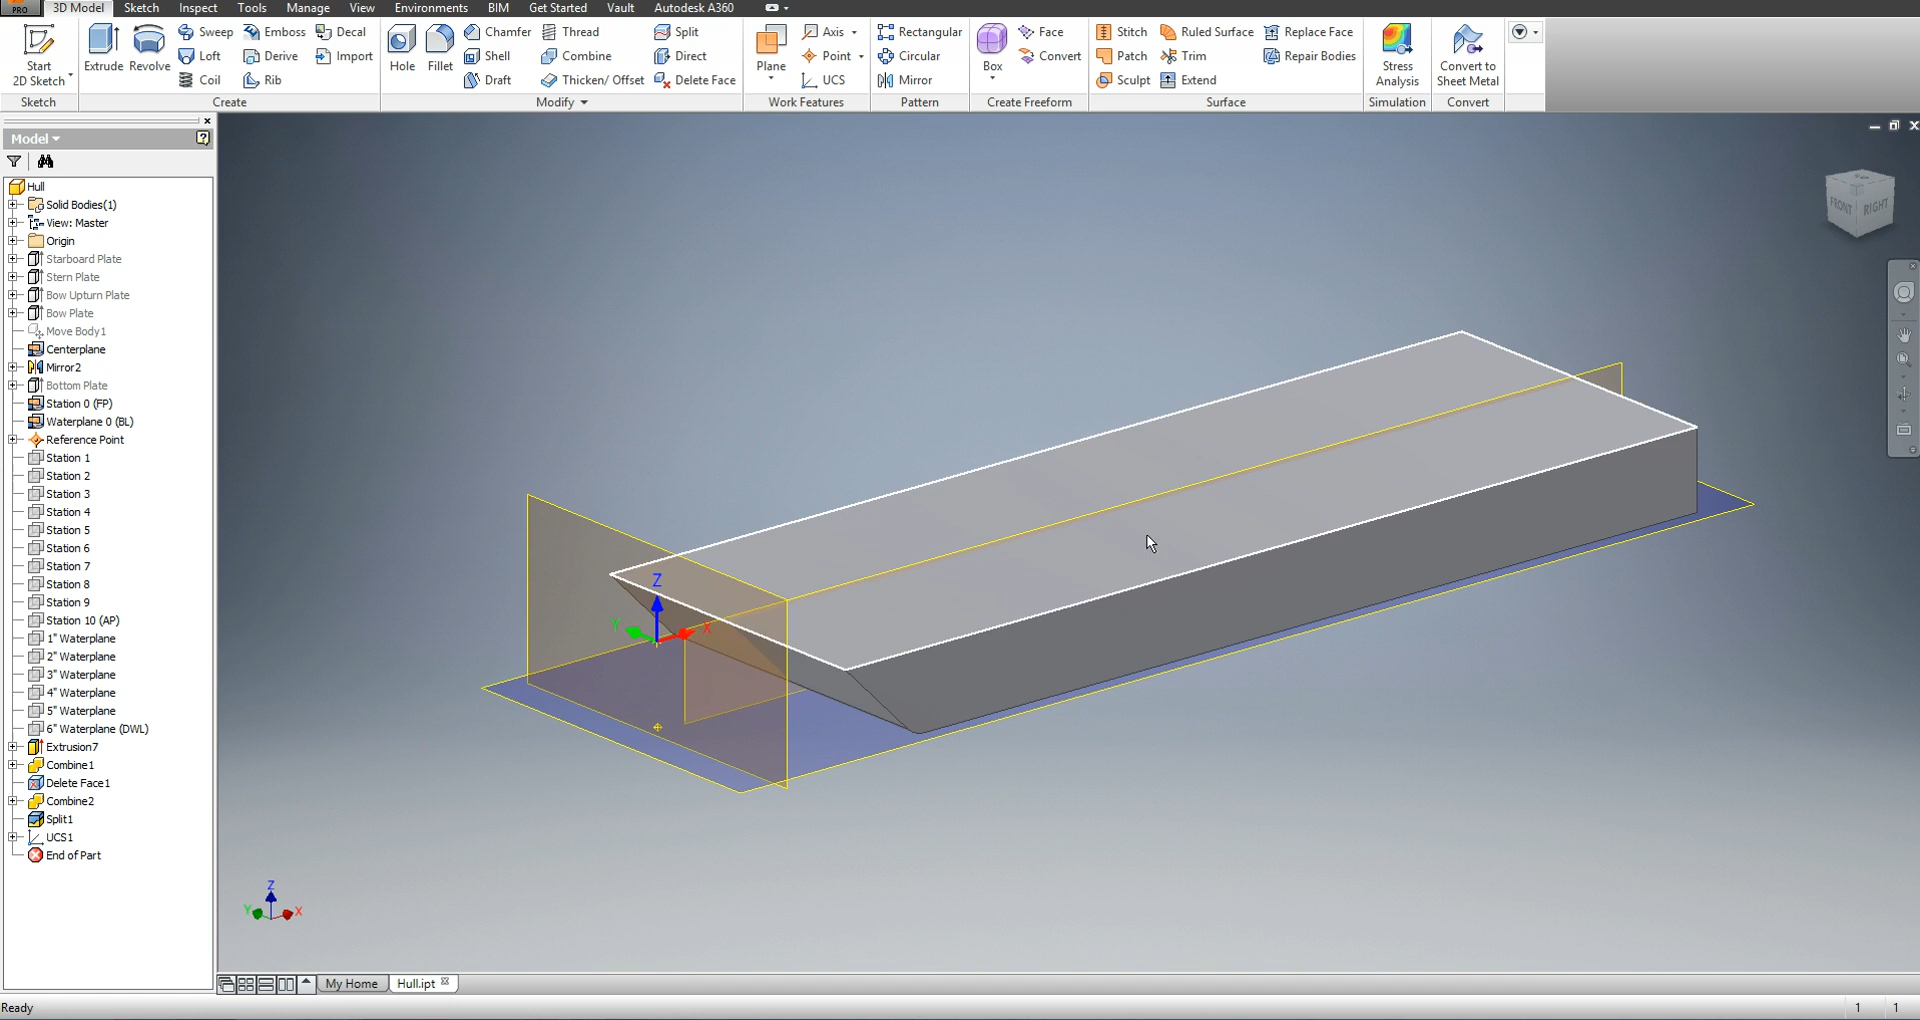 PRO 3D Model Sketch Inspect Tools Manage View Environments BIM Get Started Vault Autodesk A360
Start 2D Sketch
Extrude
Revolve
Sweep
Loft
Coil
Emboss
Derive
Rib
Decal
Import
Hole
Fillet
Chamfer
Shell
Draft
Thread
Combine
Thicken/ Offset
Split
Direct
Delete Face
Plane
Axis
Point
UCS
Rectangular
Circular
Mirror
Box
Face
Convert
Stitch
Patch
Sculpt
Ruled Surface
Trim
Extend
Replace Face
Repair Bodies
Stress Analysis
Convert to Sheet Metal
Sketch Create Modify Work Features Pattern Create Freeform Surface Simulation Convert
Model
Hull
Solid Bodies(1)
View: Master
Origin
Starboard Plate
Stern Plate
Bow Upturn Plate
Bow Plate
Move Body1
Centerplane
Mirror2
Bottom Plate
Station 0 (FP)
Waterplane 0 (BL)
Reference Point
Station 1
Station 2
Station 3
Station 4
Station 5
Station 6
Station 7
Station 8
Station 9
Station 10 (AP)
1" Waterplane
2" Waterplane
3" Waterplane
4" Waterplane
5" Waterplane
6" Waterplane (DWL)
Extrusion7
Combine1
Delete Face1
Combine2
Split1
UCS1
End of Part
FRONT RIGHT
Z
Y X
Z
Y X
My Home Hull.ipt
Ready 1 1